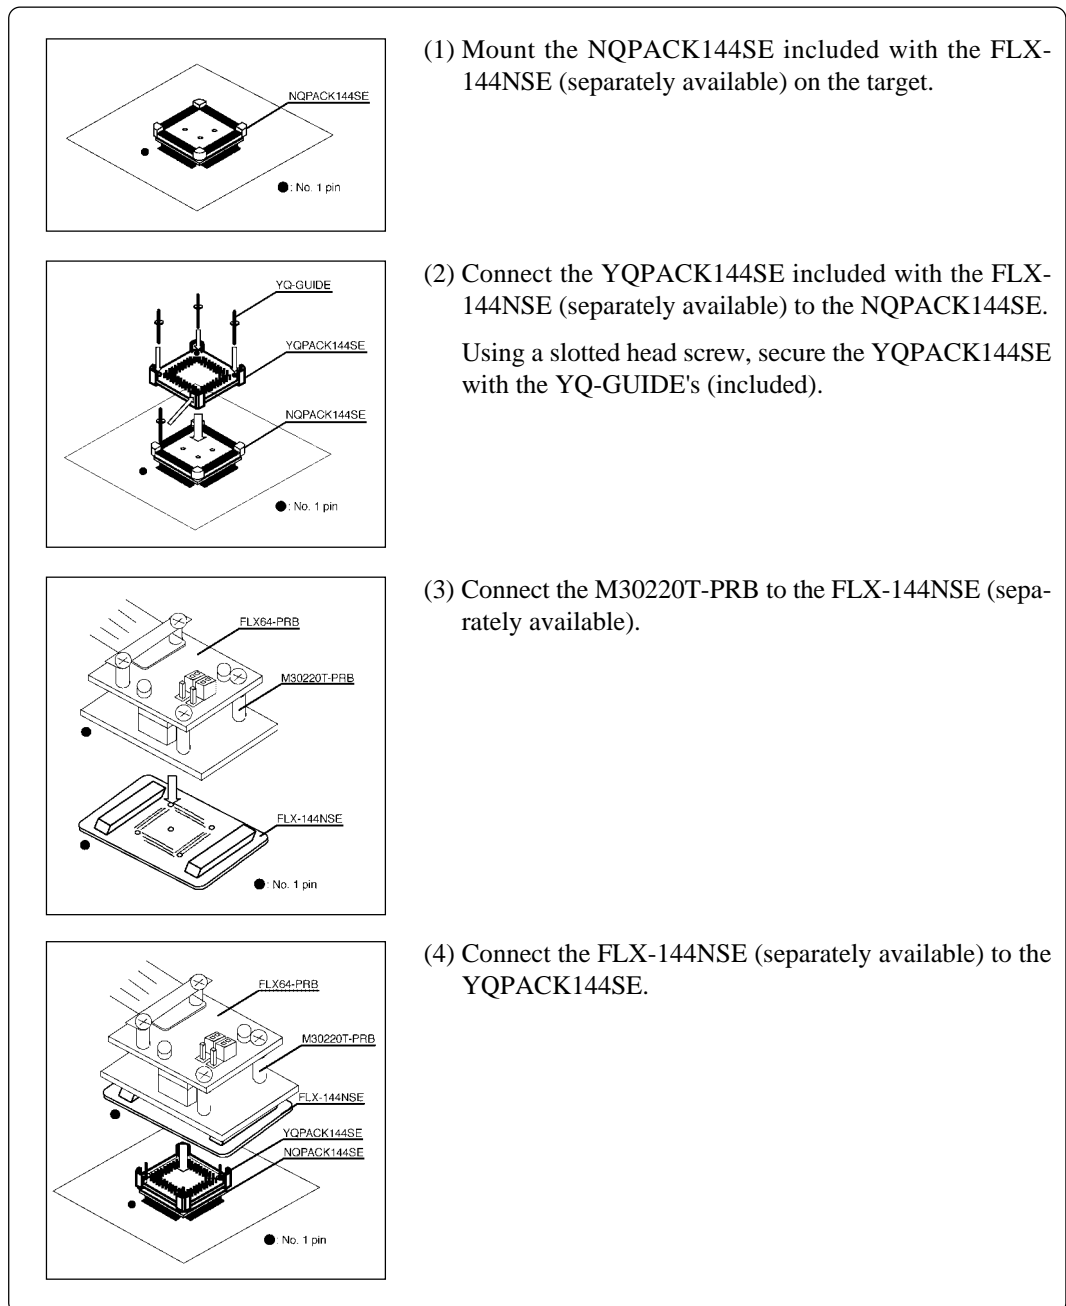 NQPACK144SE
●: No. 1 pin
(1) Mount the NQPACK144SE included with the FLX-
144NSE (separately available) on the target.
YQ-GUIDE
YQPACK144SE
NQPACK144SE
●: No. 1 pin
(2) Connect the YQPACK144SE included with the FLX-
144NSE (separately available) to the NQPACK144SE.
Using a slotted head screw, secure the YQPACK144SE
with the YQ-GUIDE's (included).
FLX64-PRB
M30220T-PRB
FLX-144NSE
●: No. 1 pin
(3) Connect the M30220T-PRB to the FLX-144NSE (sepa-
rately available).
FLX64-PRB
M30220T-PRB
FLX-144NSE
YQPACK144SE
NQPACK144SE
●: No. 1 pin
(4) Connect the FLX-144NSE (separately available) to the
YQPACK144SE.